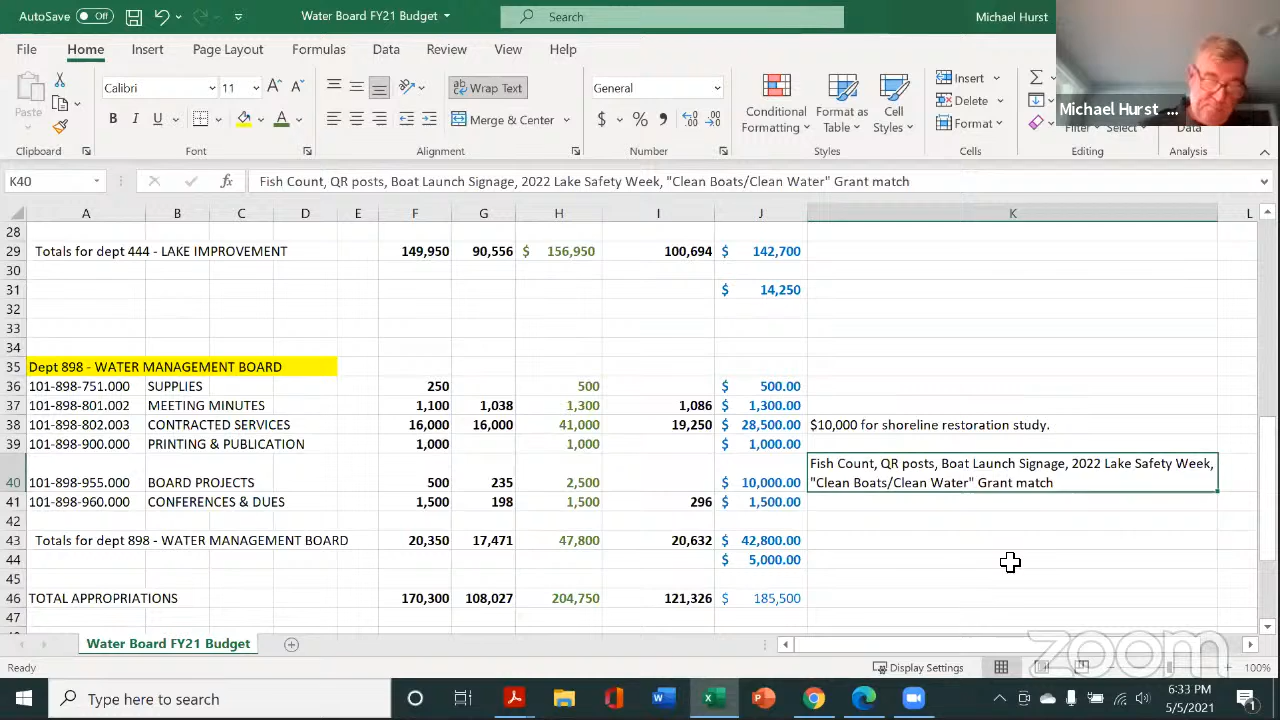 AutoSave Off Water Board FY21 Budget Search Michael Hurst
File Home Insert Page Layout Formulas Data Review View Help
Michael Hurst ...
Paste Calibri 11 Wrap Text General Conditional Formatting Format as Table Cell Styles Insert Delete Format
B I U Merge & Center $ % Filter Select Data
Clipboard Font Alignment Number Styles Cells Editing Analysis
K40 fx Fish Count, QR posts, Boat Launch Signage, 2022 Lake Safety Week, "Clean Boats/Clean Water" Grant match
A B C D E F G H I J K L
28
29 Totals for dept 444 - LAKE IMPROVEMENT 149,950 90,556 $ 156,950 100,694 $ 142,700
30
31 $ 14,250
32
33
34
35 Dept 898 - WATER MANAGEMENT BOARD
36 101-898-751.000 SUPPLIES 250 500 $ 500.00
37 101-898-801.002 MEETING MINUTES 1,100 1,038 1,300 1,086 $ 1,300.00
38 101-898-802.003 CONTRACTED SERVICES 16,000 16,000 41,000 19,250 $ 28,500.00 $10,000 for shoreline restoration study.
39 101-898-900.000 PRINTING & PUBLICATION 1,000 1,000 $ 1,000.00
Fish Count, QR posts, Boat Launch Signage, 2022 Lake Safety Week,
40 101-898-955.000 BOARD PROJECTS 500 235 2,500 $ 10,000.00 "Clean Boats/Clean Water" Grant match
41 101-898-960.000 CONFERENCES & DUES 1,500 198 1,500 296 $ 1,500.00
42
43 Totals for dept 898 - WATER MANAGEMENT BOARD 20,350 17,471 47,800 20,632 $ 42,800.00
44 $ 5,000.00
45
46 TOTAL APPROPRIATIONS 170,300 108,027 204,750 121,326 $ 185,500
47
Water Board FY21 Budget
zoom
Ready Display Settings 100%
Type here to search 6:33 PM
5/5/2021